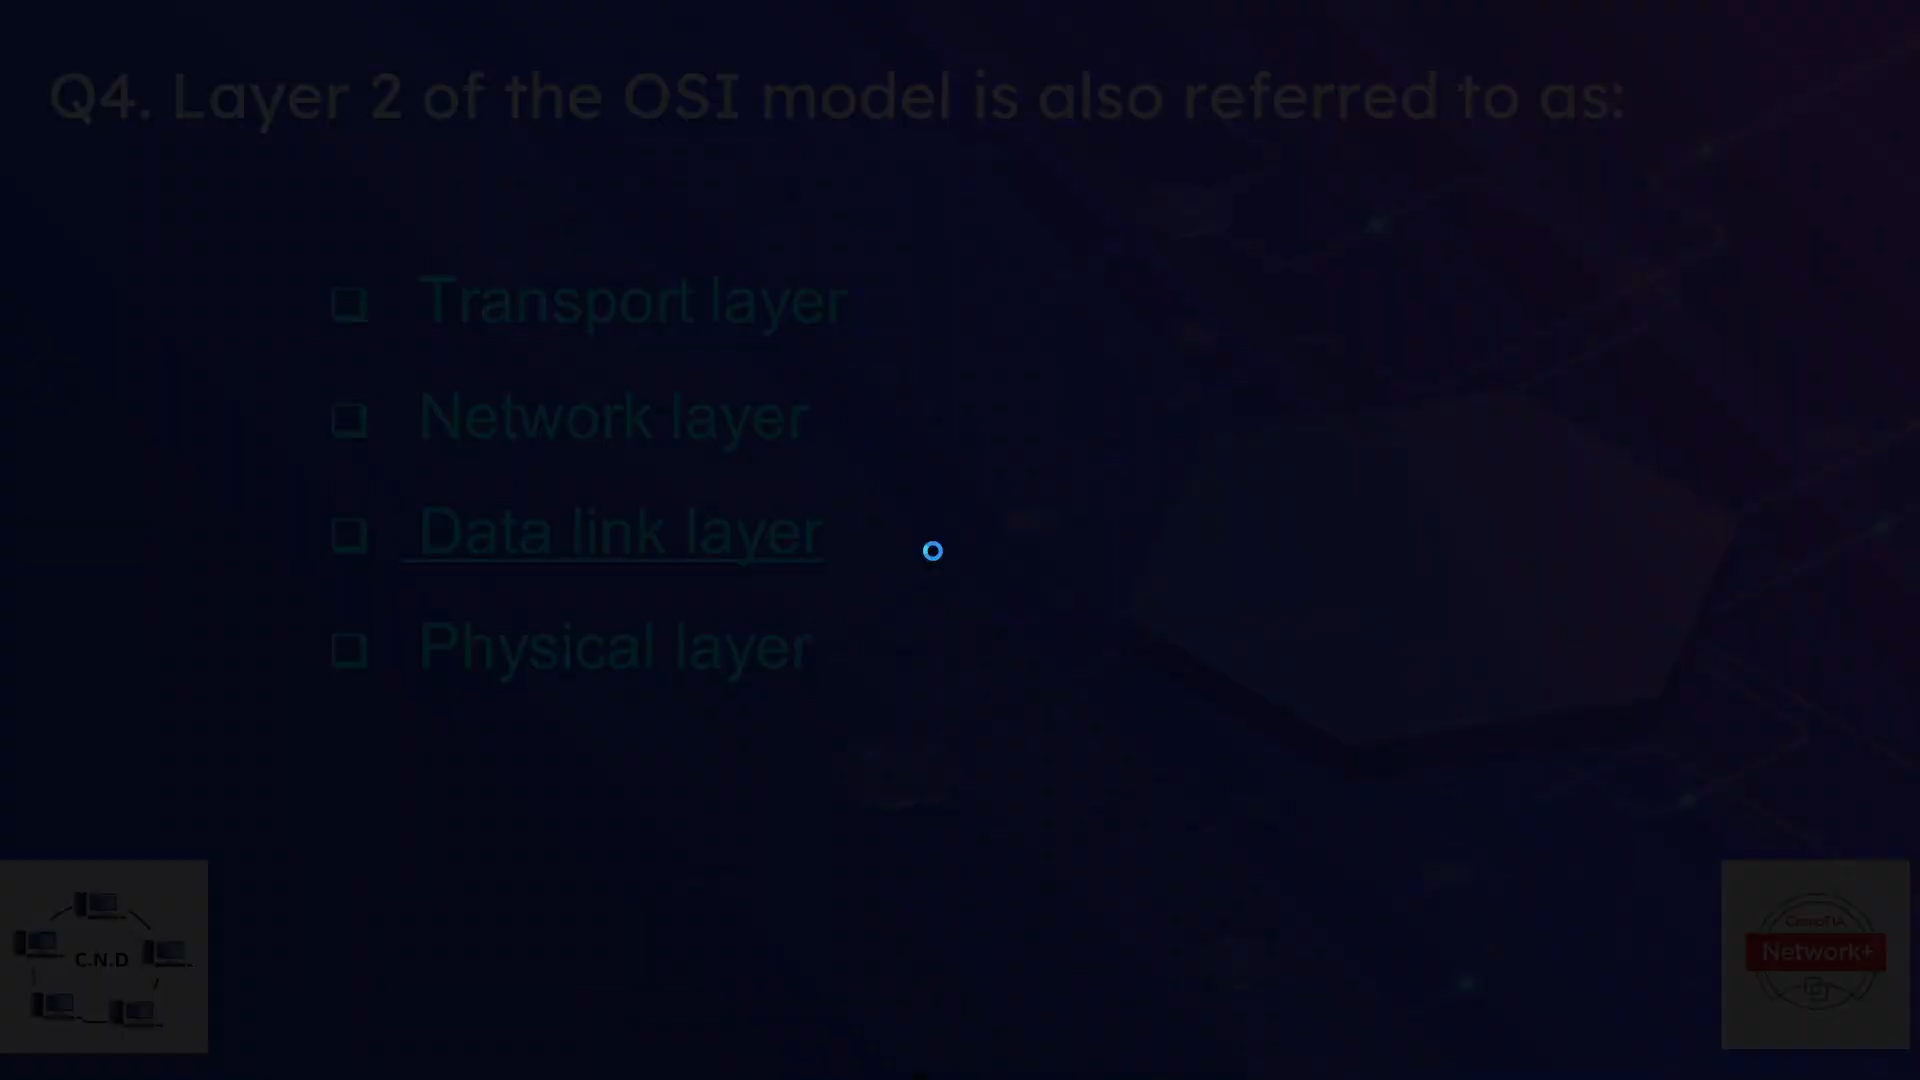 Q4. Layer 2 of the OSI model is also referred to as:
Transport layer
Network layer
Data link layer
Physical layer
C.N.D
CompTIA
Network+